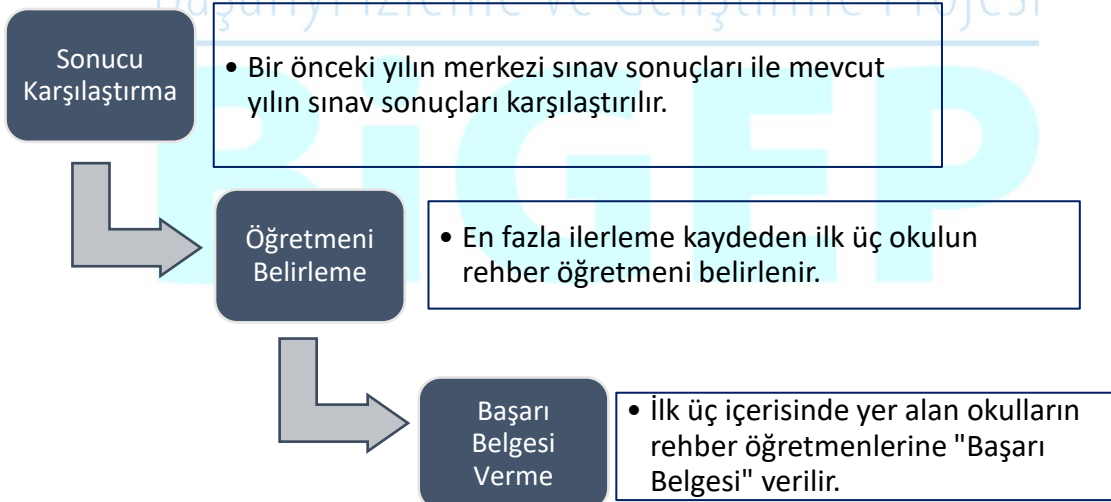 Başarıyı İzleme ve Geliştirme Projesi
BİGEP
Sonucu
Karşılaştırma
• Bir önceki yılın merkezi sınav sonuçları ile mevcut
yılın sınav sonuçları karşılaştırılır.
Öğretmeni
Belirleme
• En fazla ilerleme kaydeden ilk üç okulun
rehber öğretmeni belirlenir.
Başarı
Belgesi
Verme
• İlk üç içerisinde yer alan okulların
rehber öğretmenlerine "Başarı
Belgesi" verilir.